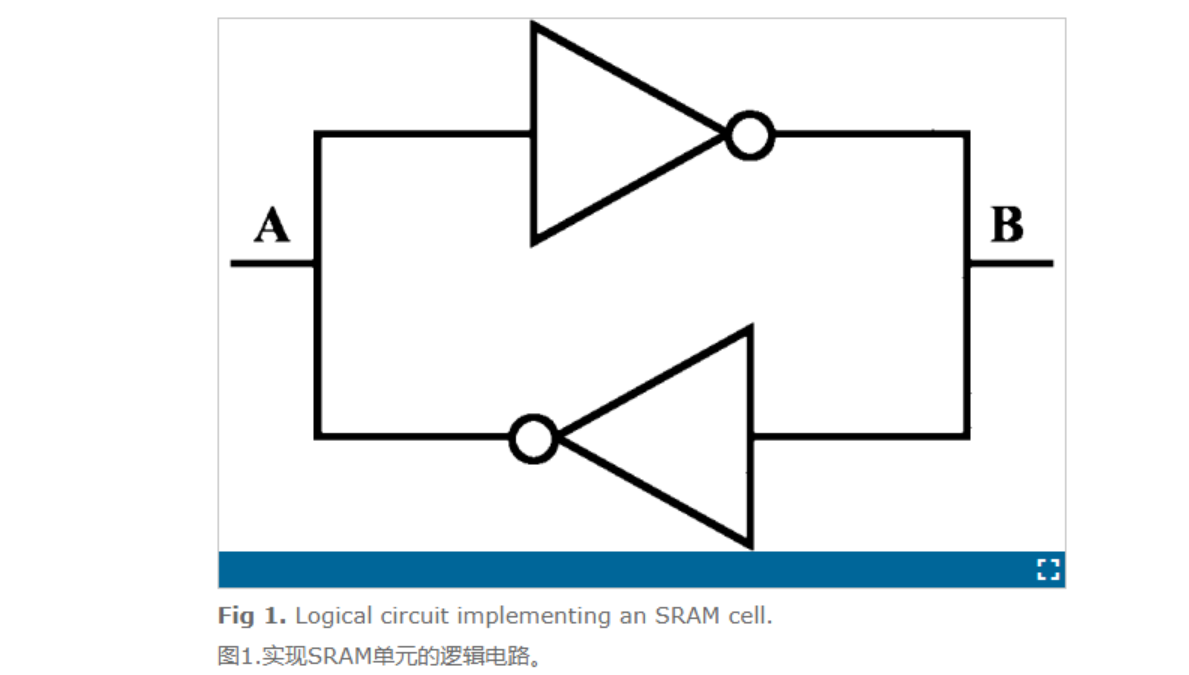 A
B
Fig 1. Logical circuit implementing an SRAM cell.
图1.实现SRAM单元的逻辑电路。